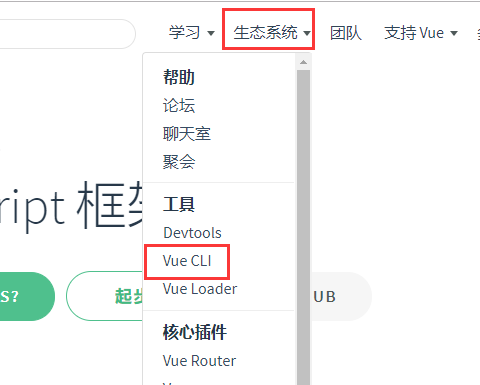 学习 生态系统 团队 支持 Vue
帮助
论坛
聊天室
聚会
ript 框
工具
Devtools
Vue CLI
S? 起步 UB
Vue Loader
核心插件
Vue Router